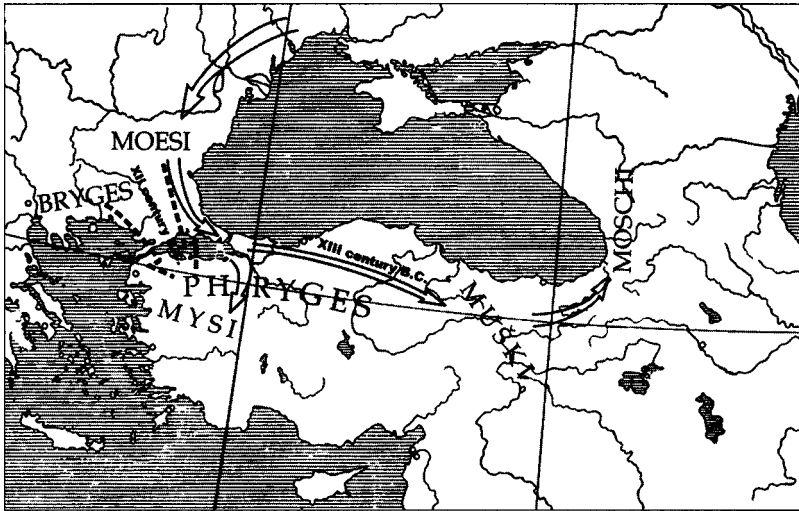 MOESI
BRYGES
XII century
XIII century B.C.
PHRYGES
MYSI
MUSKI
MOSCHI